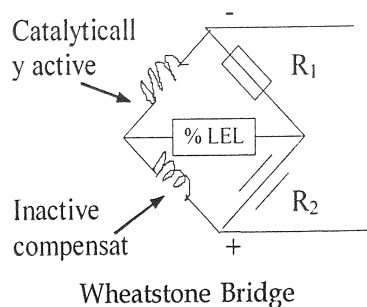 Catalyticall
y active
-
R1
% LEL
Inactive
compensat
R2
+
Wheatstone Bridge